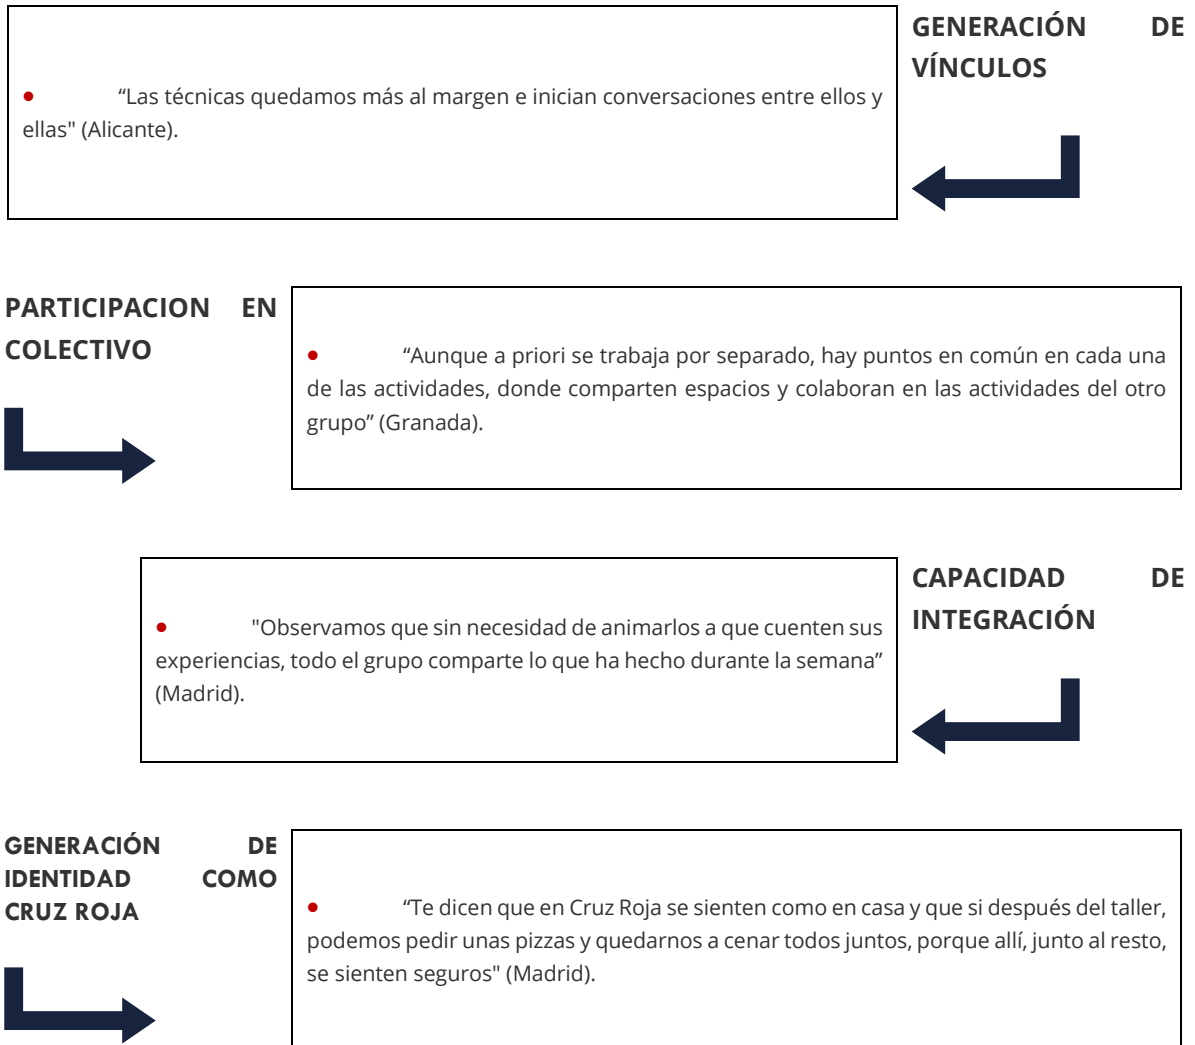 GENERACIÓN DE
VÍNCULOS
• “Las técnicas quedamos más al margen e inician conversaciones entre ellos y
ellas" (Alicante).
PARTICIPACION EN
COLECTIVO
• “Aunque a priori se trabaja por separado, hay puntos en común en cada una
de las actividades, donde comparten espacios y colaboran en las actividades del otro
grupo” (Granada).
CAPACIDAD DE
INTEGRACIÓN
• "Observamos que sin necesidad de animarlos a que cuenten sus
experiencias, todo el grupo comparte lo que ha hecho durante la semana”
(Madrid).
GENERACIÓN DE
IDENTIDAD COMO
CRUZ ROJA
• “Te dicen que en Cruz Roja se sienten como en casa y que si después del taller,
podemos pedir unas pizzas y quedarnos a cenar todos juntos, porque allí, junto al resto,
se sienten seguros" (Madrid).